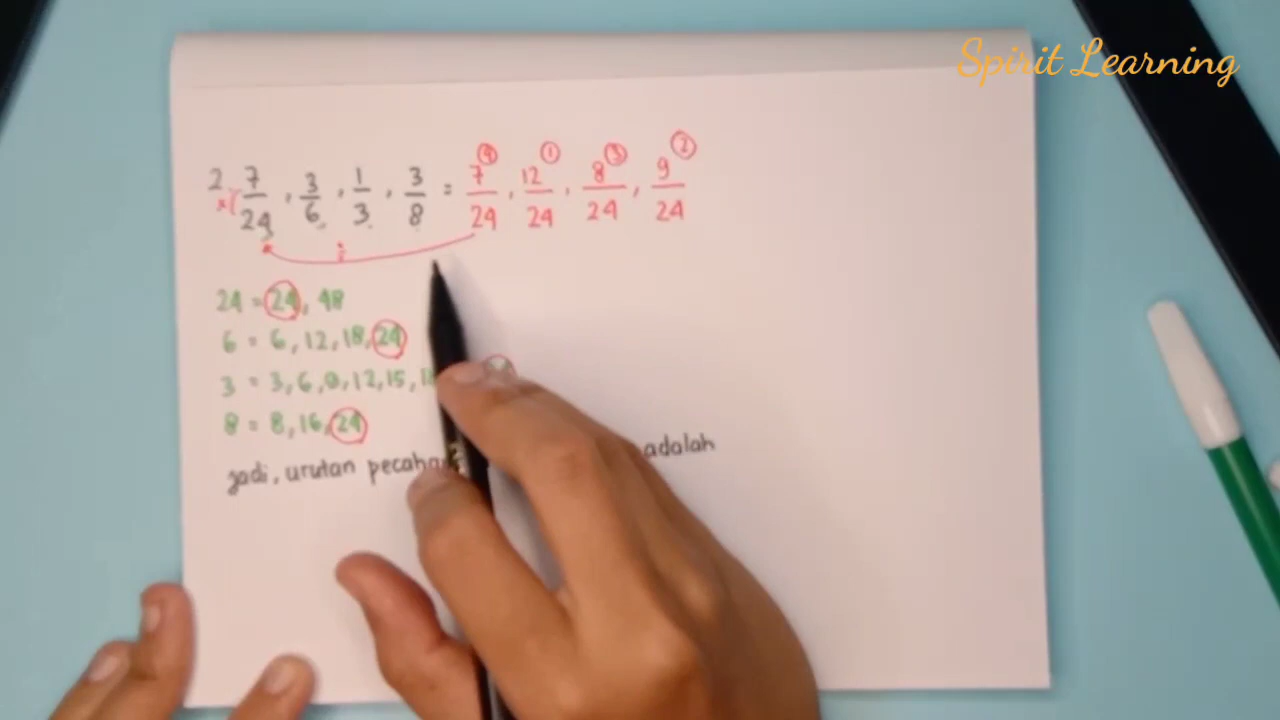 Spirit Learning
④ ① ③ ②
2. 7/24, 3/6, 1/3, 3/8 = 7/24, 12/24, 8/24, 9/24
x :
24 = 24, 48
6 = 6, 12, 18, 24
3 = 3, 6, 9, 12, 15,
8 = 8, 16, 24
Jadi, urutan adalah